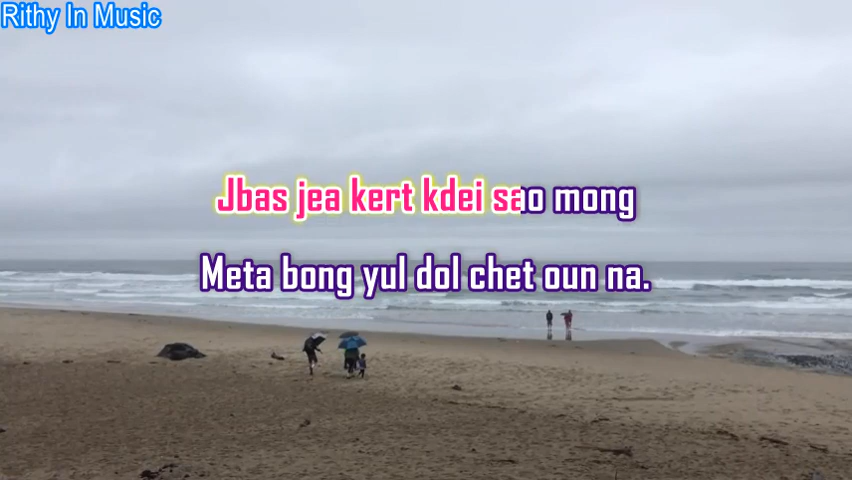 Rithy In Music
Jbas jea kert kdei sao mong
Meta bong yul dol chet oun na.